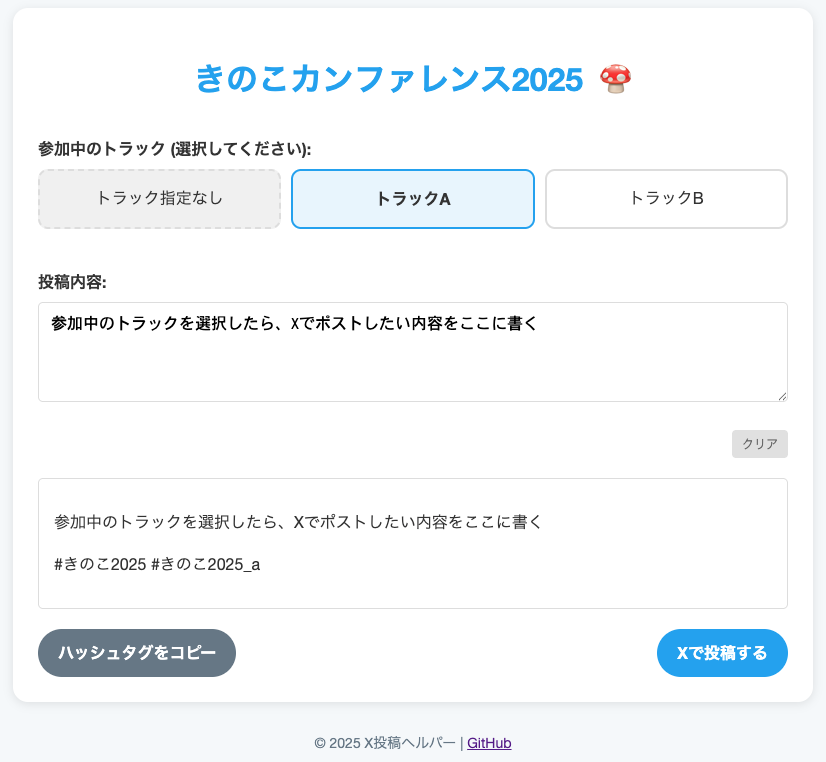 きのこカンファレンス2025 🍄
参加中のトラック (選択してください):
トラック指定なし
トラックA
トラックB
投稿内容:
参加中のトラックを選択したら、Xでポストしたい内容をここに書く
クリア
参加中のトラックを選択したら、Xでポストしたい内容をここに書く
#きのこ2025 #きのこ2025_a
ハッシュタグをコピー
Xで投稿する
© 2025 X投稿ヘルパー | GitHub